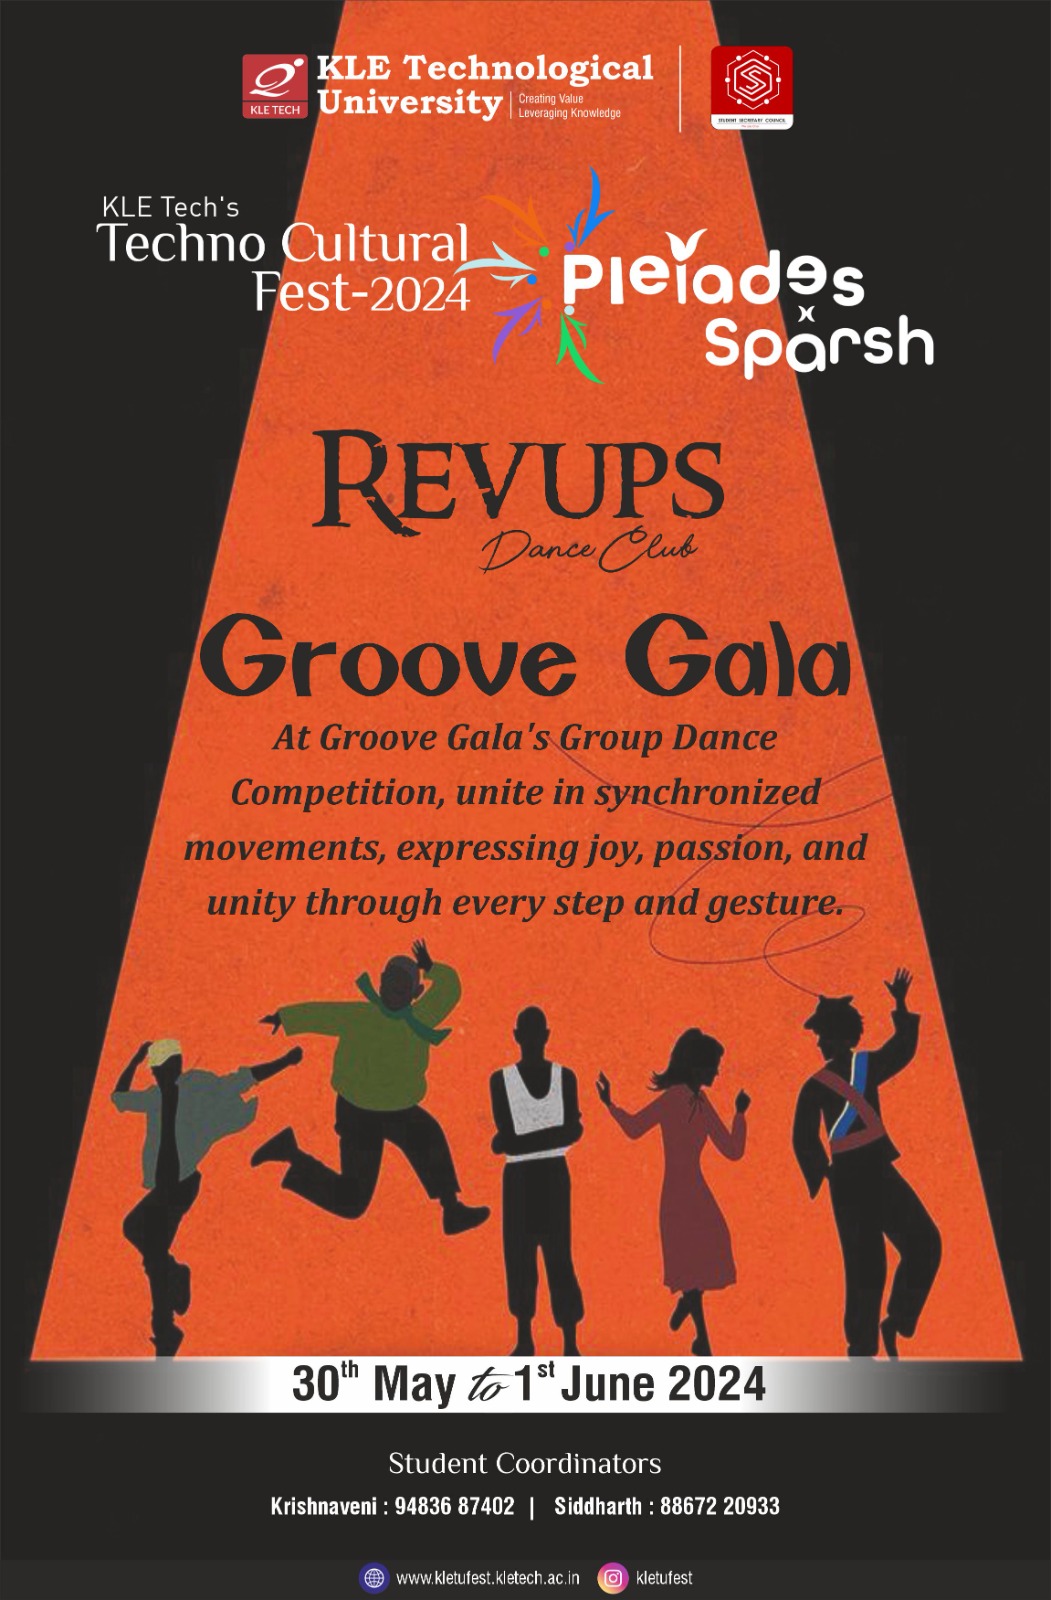 KLE TECH
KLE Technological
University
Creating Value
Leveraging Knowledge
STUDENT SECRETARY COUNCIL
KLE Tech's
Techno Cultural
Fest-2024
Pleiades
x
Sparsh
REVUPS
Dance Club
Groove Gala
At Groove Gala's Group Dance
Competition, unite in synchronized
movements, expressing joy, passion, and
unity through every step and gesture.
30th May to 1st June 2024
Student Coordinators
Krishnaveni : 94836 87402 | Siddharth : 88672 20933
www.kletufest.kletech.ac.in kletufest